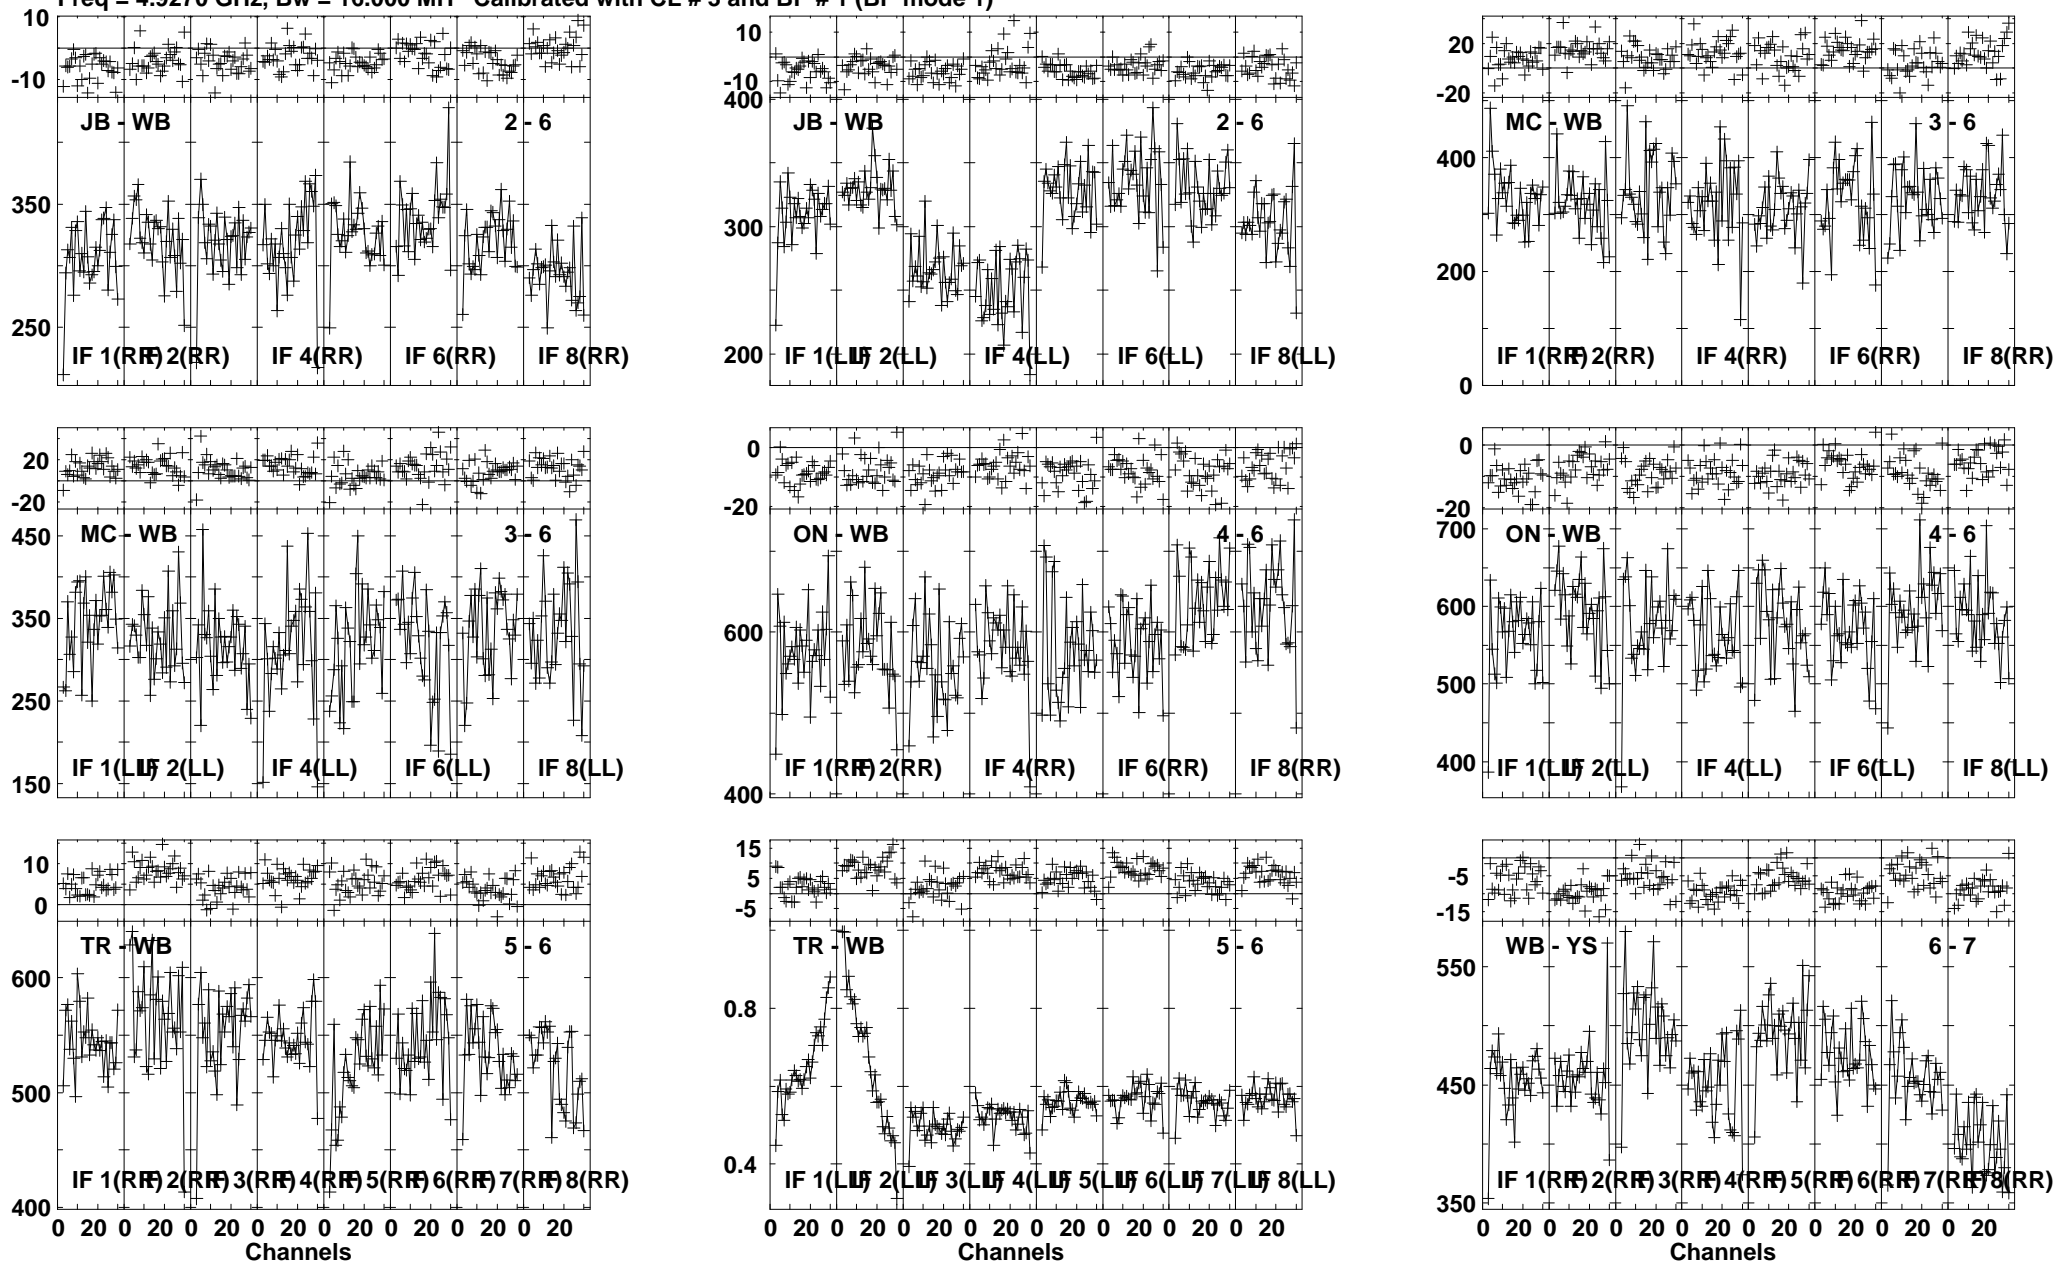 Freq = 4.9270 GHz, Bw = 16.000 MH Calibrated with CL # 3 and BP # 1 (BP mode 1)
10
-10
JB - WB 2 - 6
350
250
IF 1(RR) IF 2(RR) IF 4(RR) IF 6(RR) IF 8(RR)
10
-10
400
JB - WB 2 - 6
300
200
IF 1(LL) IF 2(LL) IF 4(LL) IF 6(LL) IF 8(LL)
20
-20
MC - WB 3 - 6
400
200
IF 1(RR) IF 2(RR) IF 4(RR) IF 6(RR) IF 8(RR)
0
20
-20
MC - WB 3 - 6
450
350
250
IF 1(LL) IF 2(LL) IF 4(LL) IF 6(LL) IF 8(LL)
150
0
-20
ON - WB 4 - 6
600
IF 1(RR) IF 2(RR) IF 4(RR) IF 6(RR) IF 8(RR)
400
0
-20
700
ON - WB 4 - 6
600
500
400
IF 1(LL) IF 2(LL) IF 4(LL) IF 6(LL) IF 8(LL)
10
0
TR - WB 5 - 6
600
500
IF 1(RR) IF 2(RR) IF 3(RR) IF 4(RR) IF 5(RR) IF 6(RR) IF 7(RR) IF 8(RR)
400
0 20 0 20 0 20 0 20 0 20 0 20 0 20 0 20
Channels
15
5
-5
TR - WB 5 - 6
0.8
0.4
IF 1(LL) IF 2(LL) IF 3(LL) IF 4(LL) IF 5(LL) IF 6(LL) IF 7(LL) IF 8(LL)
0 20 0 20 0 20 0 20 0 20 0 20 0 20 0 20
Channels
-5
-15
WB - YS 6 - 7
550
450
IF 1(RR) IF 2(RR) IF 3(RR) IF 4(RR) IF 5(RR) IF 6(RR) IF 7(RR) IF 8(RR)
350
0 20 0 20 0 20 0 20 0 20 0 20 0 20 0 20
Channels